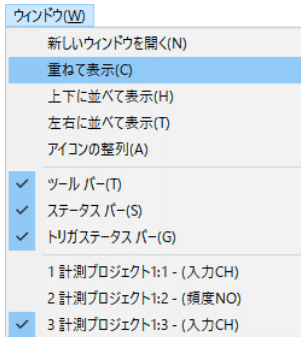 ウィンドウ(W)
新しいウィンドウを開く(N)
重ねて表示(C)
上下に並べて表示(H)
左右に並べて表示(T)
アイコンの整列(A)
ツール バー(T)
ステータス バー(S)
トリガステータス バー(G)
1 計測プロジェクト1:1 - (入力CH)
2 計測プロジェクト1:2 - (頻度NO)
3 計測プロジェクト1:3 - (入力CH)